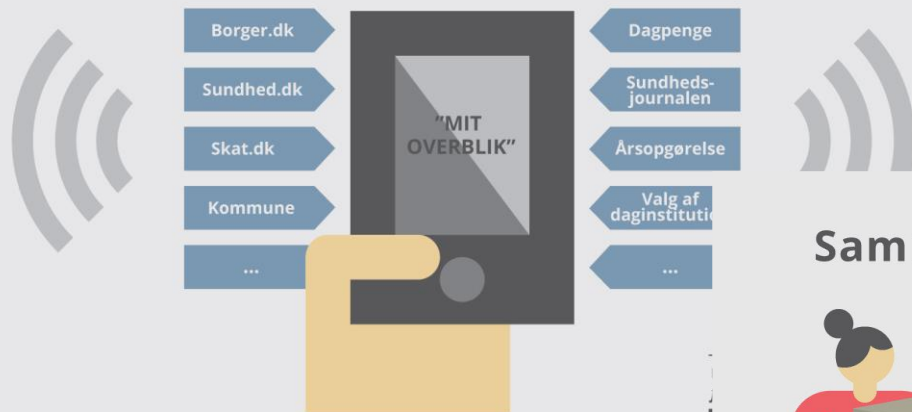 Borger.dk
Sundhed.dk
Skat.dk
Kommune
...
"MIT
OVERBLIK"
Dagpenge
Sundheds-
journalen
Årsopgørelse
Valg af
daginstituti
...
Sam